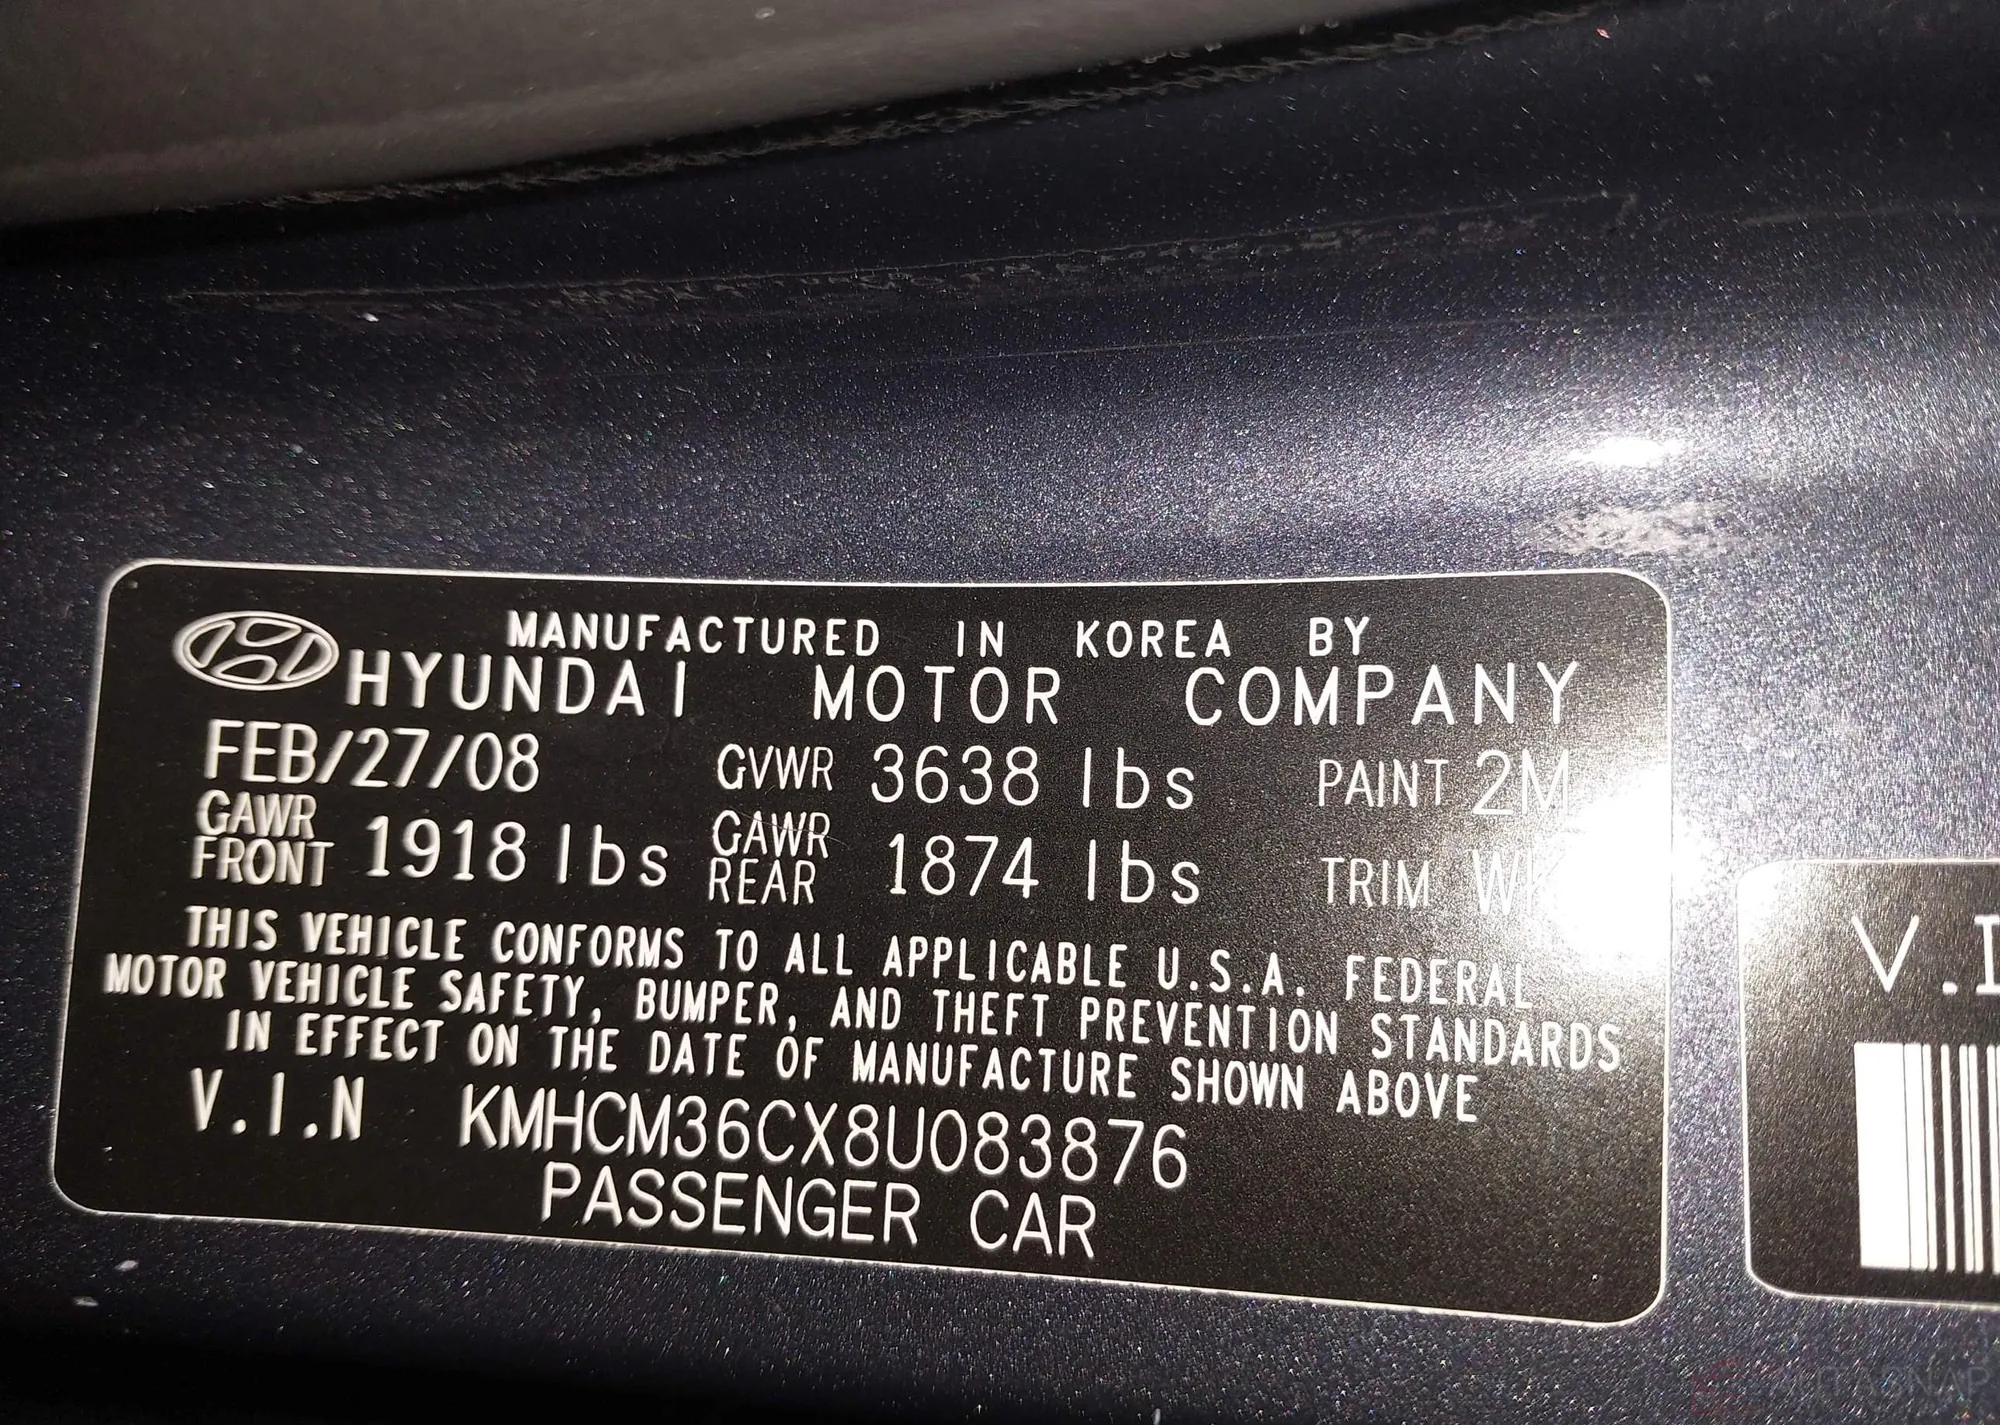 MANUFACTURED IN KOREA BY
HYUNDAI MOTOR COMPANY
FEB/27/08 GVWR 3638 lbs PAINT 2M
GAWR FRONT 1918 lbs GAWR REAR 1874 lbs TRIM
THIS VEHICLE CONFORMS TO ALL APPLICABLE U.S.A. FEDERAL
MOTOR VEHICLE SAFETY, BUMPER, AND THEFT PREVENTION STANDARDS
IN EFFECT ON THE DATE OF MANUFACTURE SHOWN ABOVE
V.I.N KMHCM36CX8U083876
PASSENGER CAR
V.I